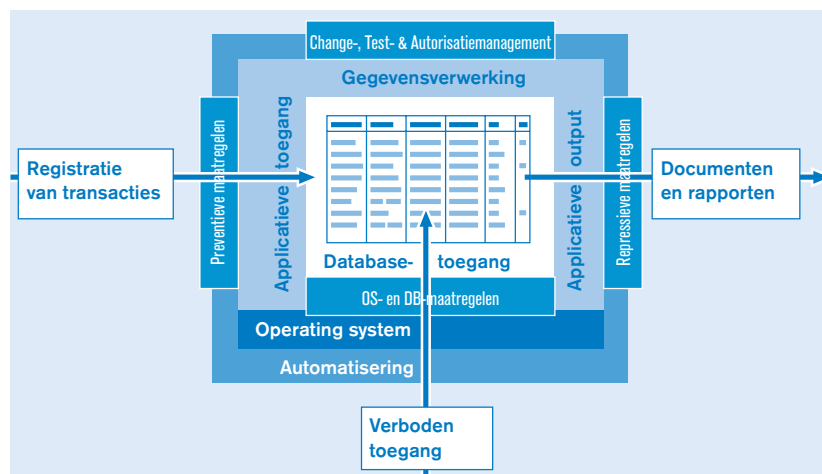 Change-, Test- & Autorisatiemanagement
Gegevensverwerking
Preventieve maatregelen
Applicatieve toegang
Applicatieve output
Repressieve maatregelen
Registratie
van transacties
Documenten
en rapporten
Database- toegang
OS- en DB-maatregelen
Operating system
Automatisering
Verboden
toegang